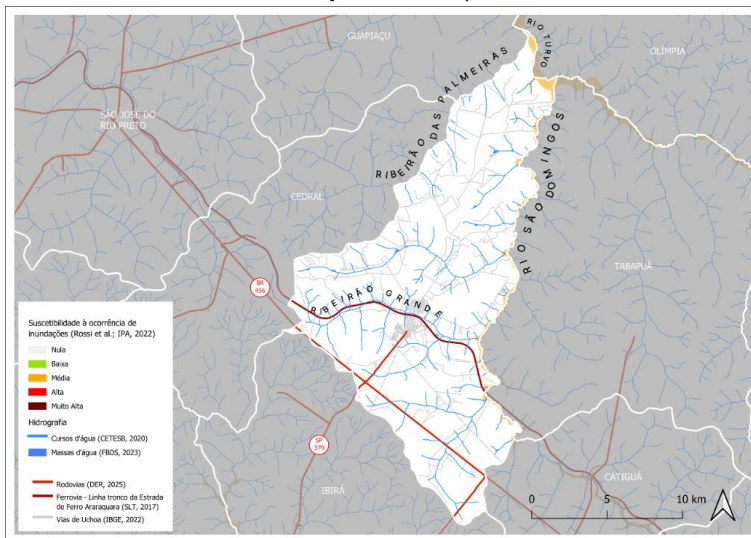 RIO TURVO
GUAPIAÇU
OLÍMPIA
RIBEIRÃO DAS PALMEIRAS
SÃO JOSÉ DO
RIO PRETO
RIO SÃO DOMINGOS
CEDRAL
TABAPUÃ
BR
456
RIBEIRÃO GRANDE
Suscetibilidade à ocorrência de
inundações (Rossi et al.; IPA, 2022)
Nula
Baixa
Média
Alta
Muito Alta
Hidrografia
Cursos d'água (CETESB, 2020)
Massas d'água (FBDS, 2023)
Rodovias (DER, 2025)
Ferrovia - Linha tronco da Estrada
de Ferro Araraquara (SLT, 2017)
Vias de Uchoa (IBGE, 2022)
SP
379
IBIRÁ
CATIGUÁ
0 5 10 km